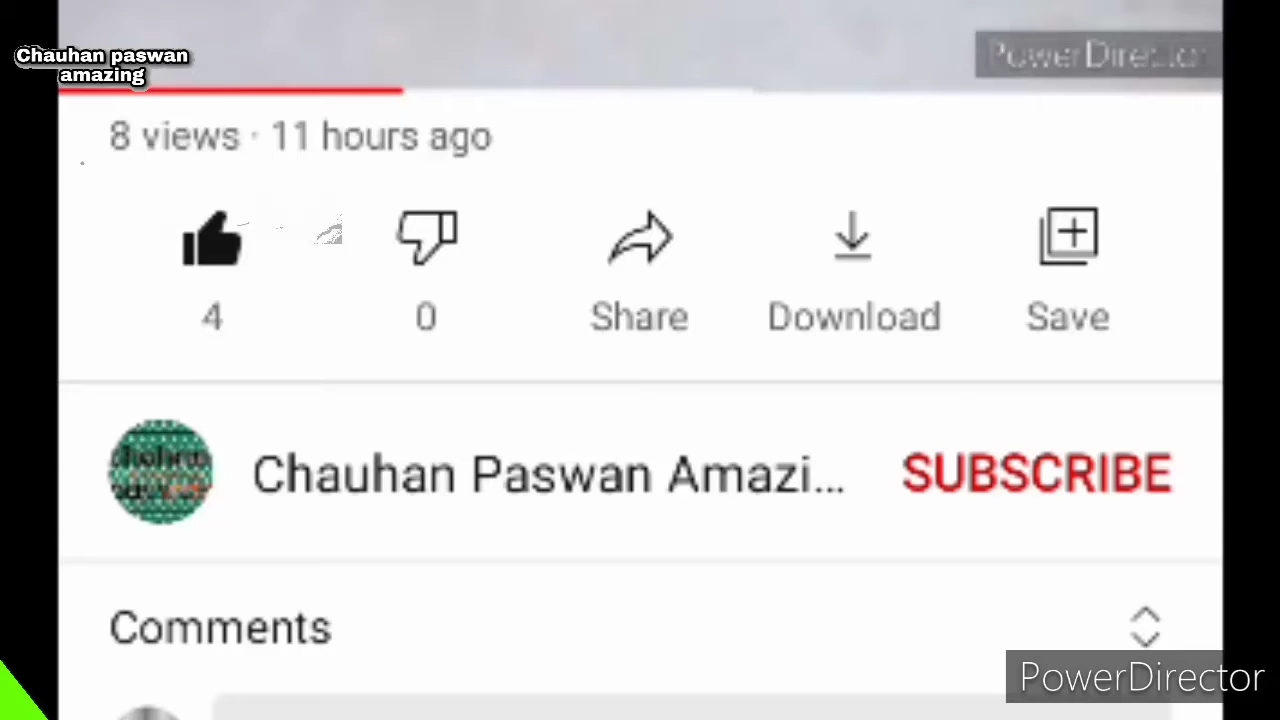 Chauhan paswan
amazing
PowerDirector
8 views · 11 hours ago
4
0
Share
Download
Save
Chauhan Paswan Amazi...
SUBSCRIBE
Comments
PowerDirector